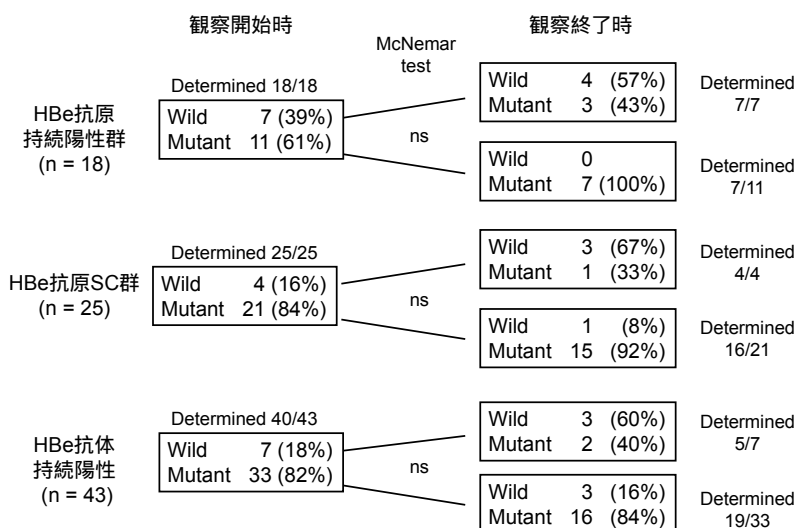 観察開始時
観察終了時
McNemar
test
HBe抗原
持続陽性群
(n = 18)
Determined 18/18
Wild 7 (39%)
Mutant 11 (61%)
ns
Wild 4 (57%)
Mutant 3 (43%)
Determined
7/7
Wild 0
Mutant 7 (100%)
Determined
7/11
HBe抗原SC群
(n = 25)
Determined 25/25
Wild 4 (16%)
Mutant 21 (84%)
ns
Wild 3 (67%)
Mutant 1 (33%)
Determined
4/4
Wild 1 (8%)
Mutant 15 (92%)
Determined
16/21
HBe抗体
持続陽性
(n = 43)
Determined 40/43
Wild 7 (18%)
Mutant 33 (82%)
ns
Wild 3 (60%)
Mutant 2 (40%)
Determined
5/7
Wild 3 (16%)
Mutant 16 (84%)
Determined
19/33